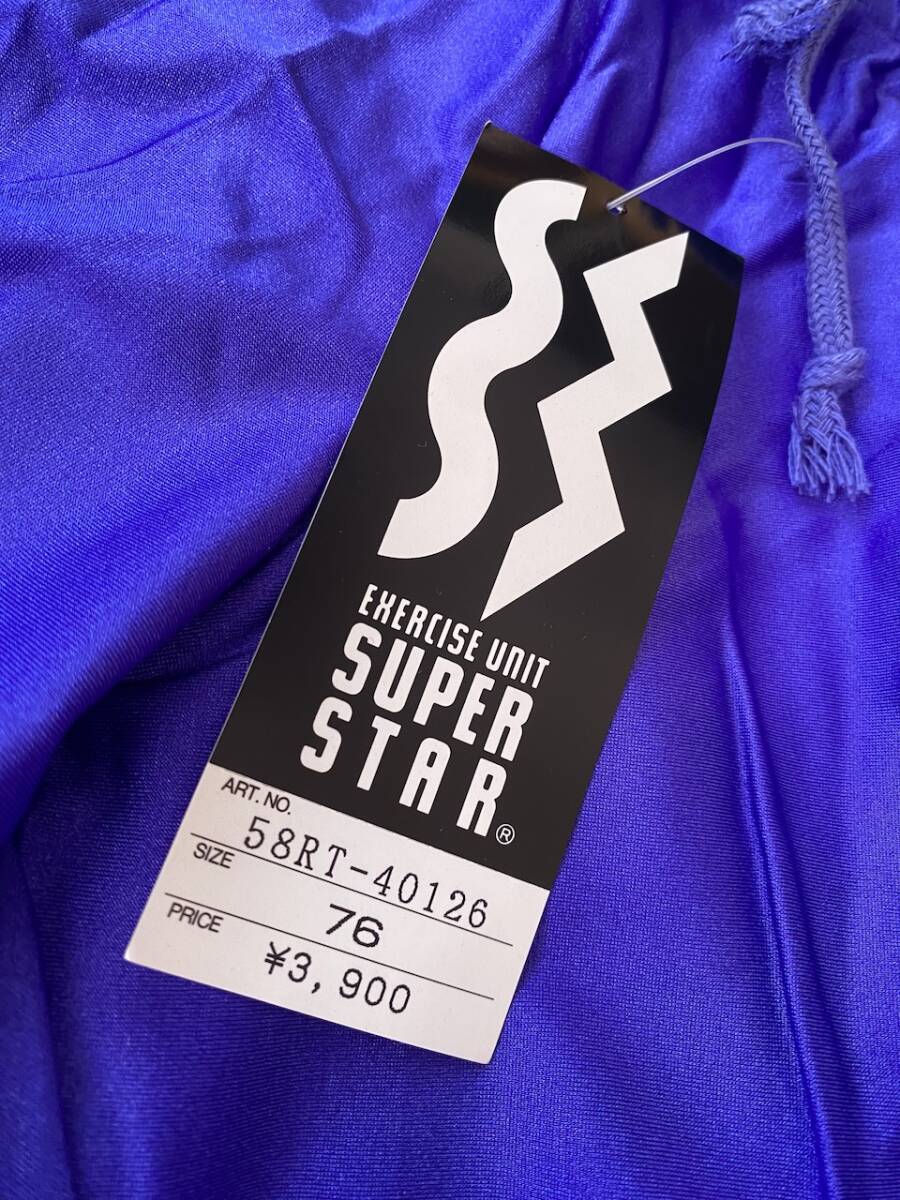 EXERCISE UNIT
SUPER
STAR®
ART. NO.
58RT-40126
SIZE
76
PRICE
¥3,900